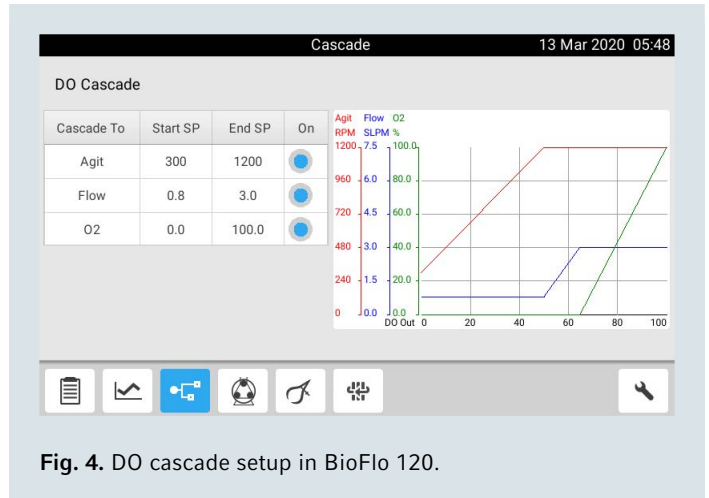 Cascade 13 Mar 2020 05:48
DO Cascade
Cascade To Start SP End SP On
Agit 300 1200
Flow 0.8 3.0
O2 0.0 100.0
Agit Flow O2
RPM SLPM %
1200 7.5 100.0
960 6.0 80.0
720 4.5 60.0
480 3.0 40.0
240 1.5 20.0
0 0.0 0.0
DO Out 0 20 40 60 80 100
Fig. 4. DO cascade setup in BioFlo 120.